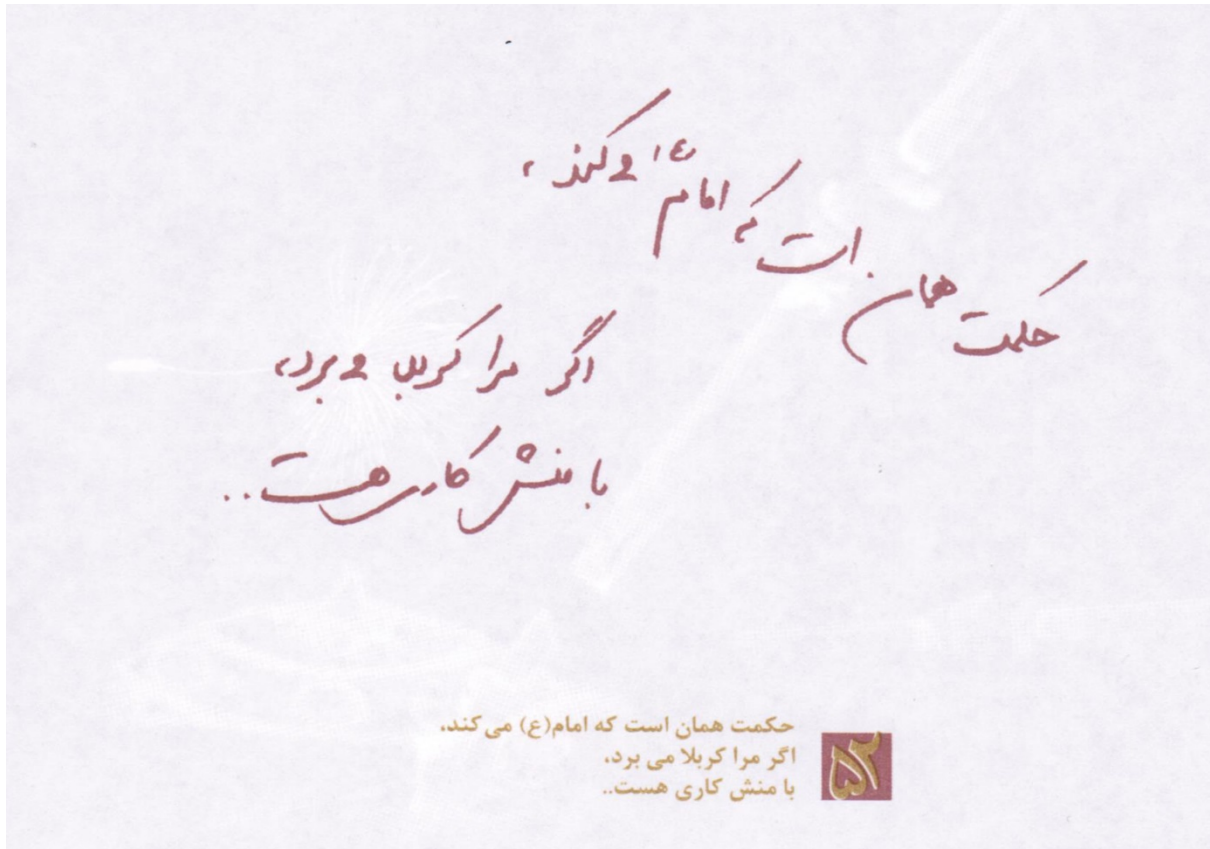 حکمت همان است که امام(ع) می‌کند،
اگر مرا کربلا می‌برد،
با منش کاری هست..
حکمت همان است که امام(ع) می‌کند،
اگر مرا کربلا می برد،
با منش کاری هست..
۵۲